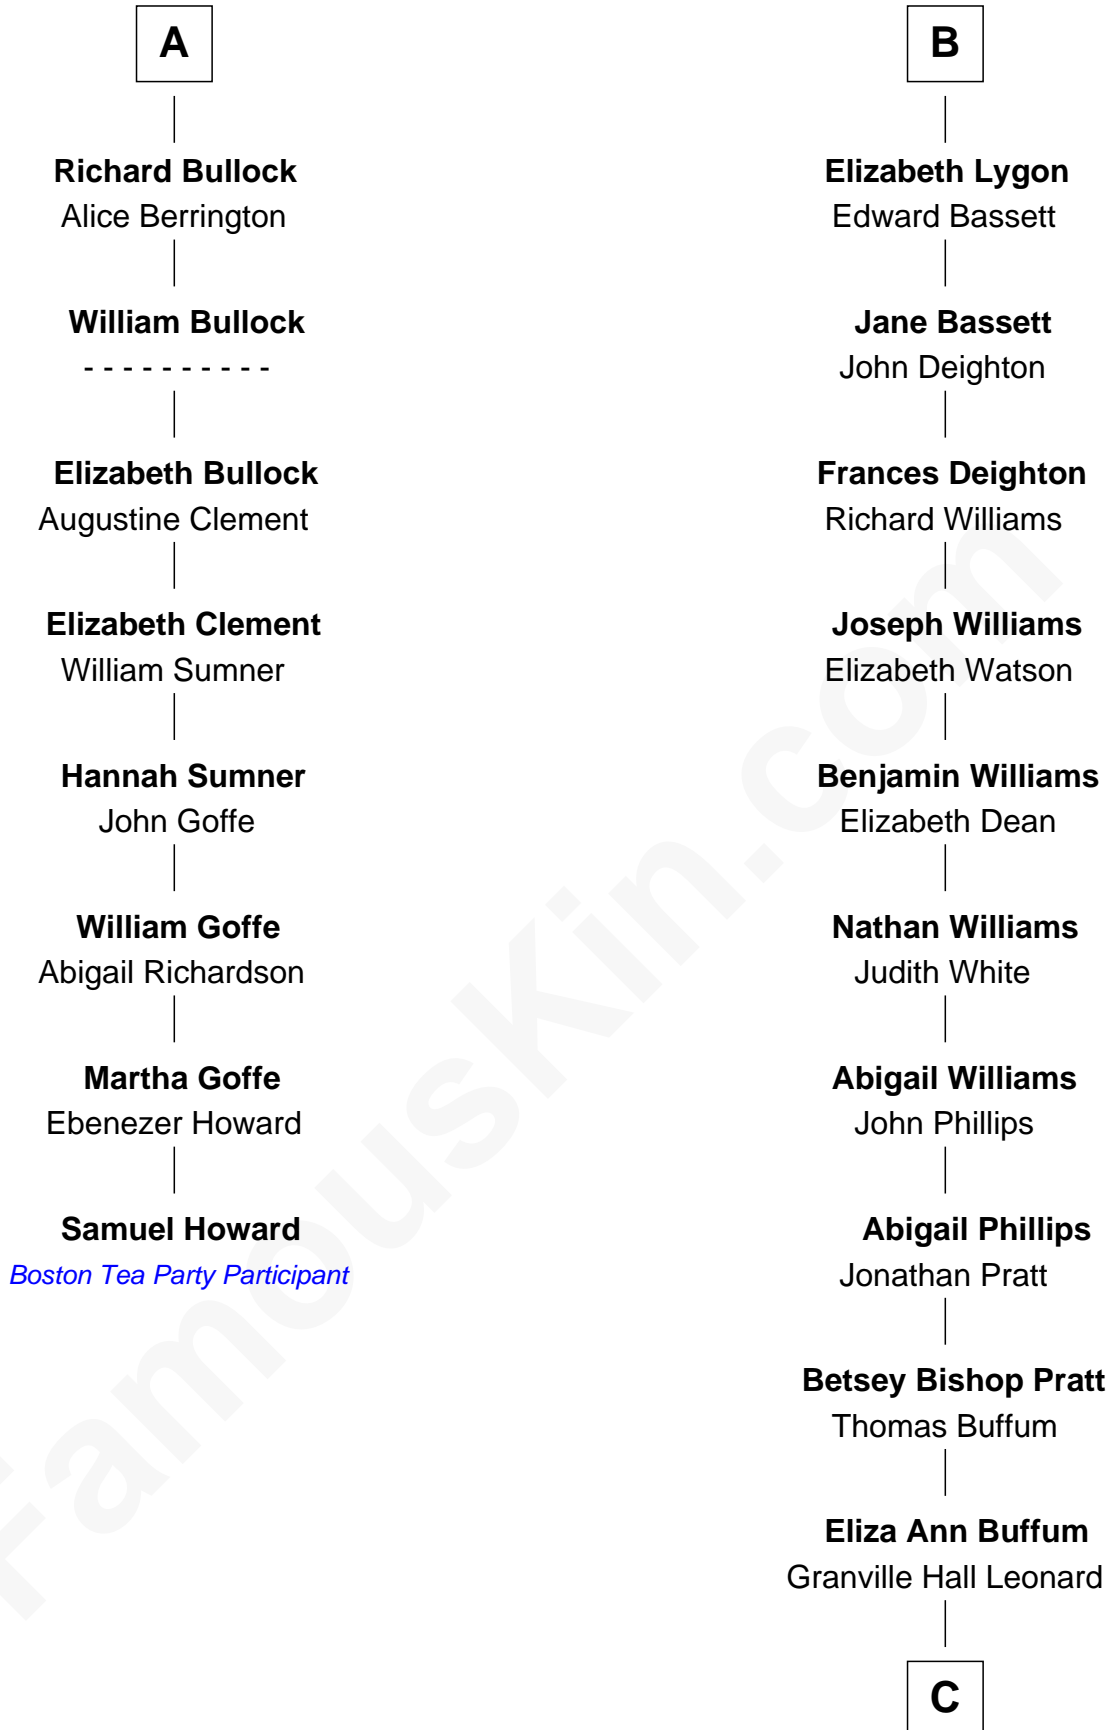 A
Richard Bullock
Alice Berrington
William Bullock
- - - - - - - - - -
Elizabeth Bullock
Augustine Clement
Elizabeth Clement
William Sumner
Hannah Sumner
John Goffe
William Goffe
Abigail Richardson
Martha Goffe
Ebenezer Howard
Samuel Howard
Boston Tea Party Participant
B
Elizabeth Lygon
Edward Bassett
Jane Bassett
John Deighton
Frances Deighton
Richard Williams
Joseph Williams
Elizabeth Watson
Benjamin Williams
Elizabeth Dean
Nathan Williams
Judith White
Abigail Williams
John Phillips
Abigail Phillips
Jonathan Pratt
Betsey Bishop Pratt
Thomas Buffum
Eliza Ann Buffum
Granville Hall Leonard
C
FamousKin.com